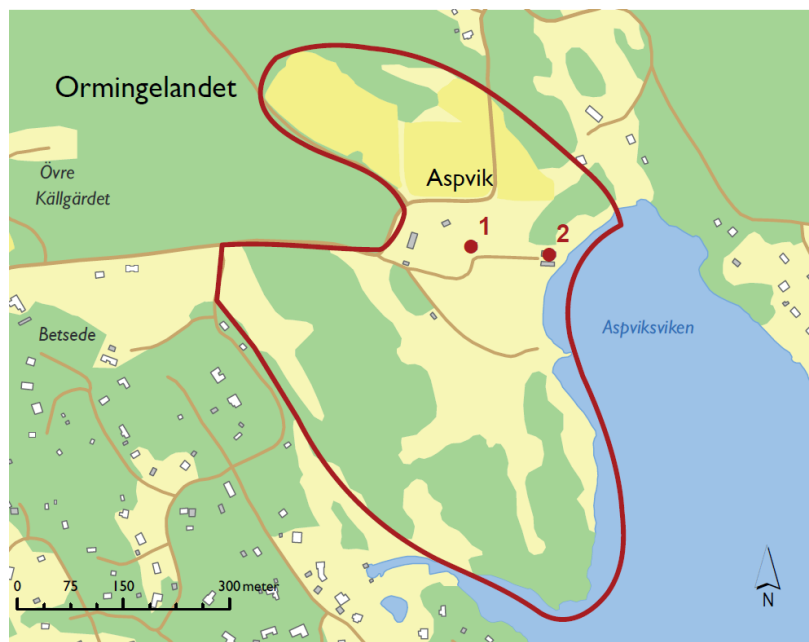 Ormingelandet
Övre
Källgärdet
Aspvik
1
2
Betsede
Aspviksviken
0 75 150 300 meter
N